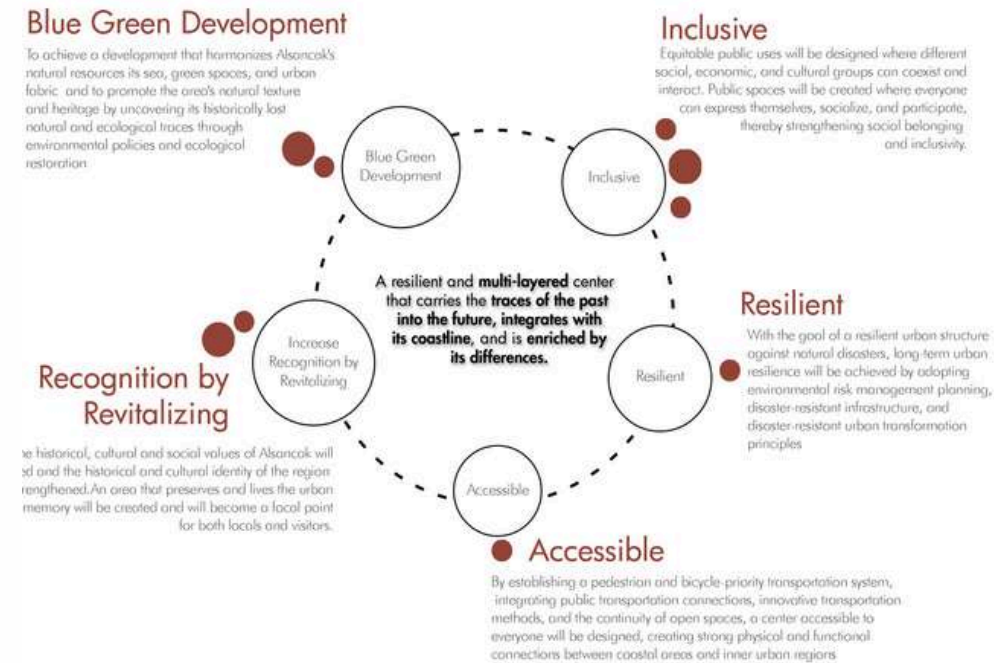 Blue Green Development
To achieve a development that harmonizes Alsancak's
natural resources its sea, green spaces, and urban
fabric and to promote the area's natural texture
and heritage by uncovering its historically lost
natural and ecological traces through
environmental policies and ecological
restoration
Inclusive
Equitable public uses will be designed where different
social, economic, and cultural groups can coexist and
interact. Public spaces will be created where everyone
can express themselves, socialize, and participate,
thereby strengthening social belonging
and inclusivity.
Blue Green
Development
Inclusive
A resilient and multi-layered center
that carries the traces of the past
into the future, integrates with
its coastline, and is enriched by
its differences.
Resilient
With the goal of a resilient urban structure
against natural disasters, long-term urban
resilience will be achieved by adopting
environmental risk management planning,
disaster-resistant infrastructure, and
disaster-resistant urban transformation
principles
Increase
Recognition by
Revitalizing
Resilient
Recognition by
Revitalizing
historical, cultural and social values of Alsancak will
and the historical and cultural identity of the region
An area that preserves and lives the urban
memory will be created and will become a focal point
for both locals and visitors.
Accessible
Accessible
By establishing a pedestrian and bicycle-priority transportation system,
integrating public transportation connections, innovative transportation
methods, and the continuity of open spaces, a center accessible to
everyone will be designed, creating strong physical and functional
connections between coastal areas and inner urban regions